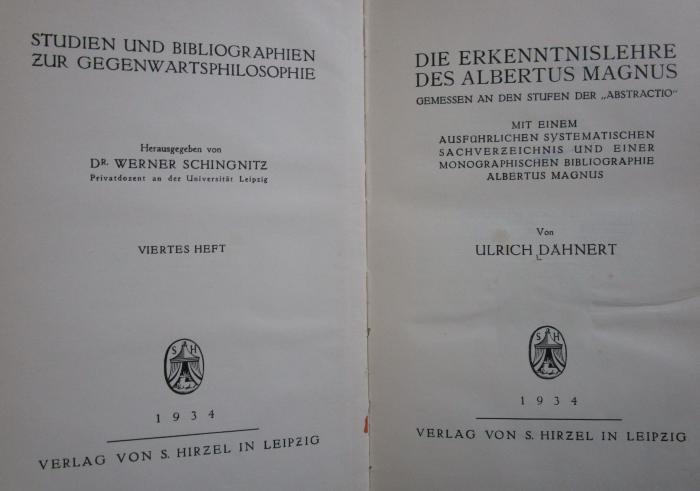 STUDIEN UND BIBLIOGRAPHIEN
ZUR GEGENWARTSPHILOSOPHIE
Herausgegeben von
DR. WERNER SCHINGNITZ
Privatdozent an der Universität Leipzig
VIERTES HEFT
S H
1934
VERLAG VON S. HIRZEL IN LEIPZIG
DIE ERKENNTNISLEHRE
DES ALBERTUS MAGNUS
GEMESSEN AN DEN STUFEN DER „ABSTRACTIO“
MIT EINEM
AUSFÜHRLICHEN SYSTEMATISCHEN
SACHVERZEICHNIS UND EINER
MONOGRAPHISCHEN BIBLIOGRAPHIE
ALBERTUS MAGNUS
Von
ULRICH DÄHNERT
S H
1934
VERLAG VON S. HIRZEL IN LEIPZIG